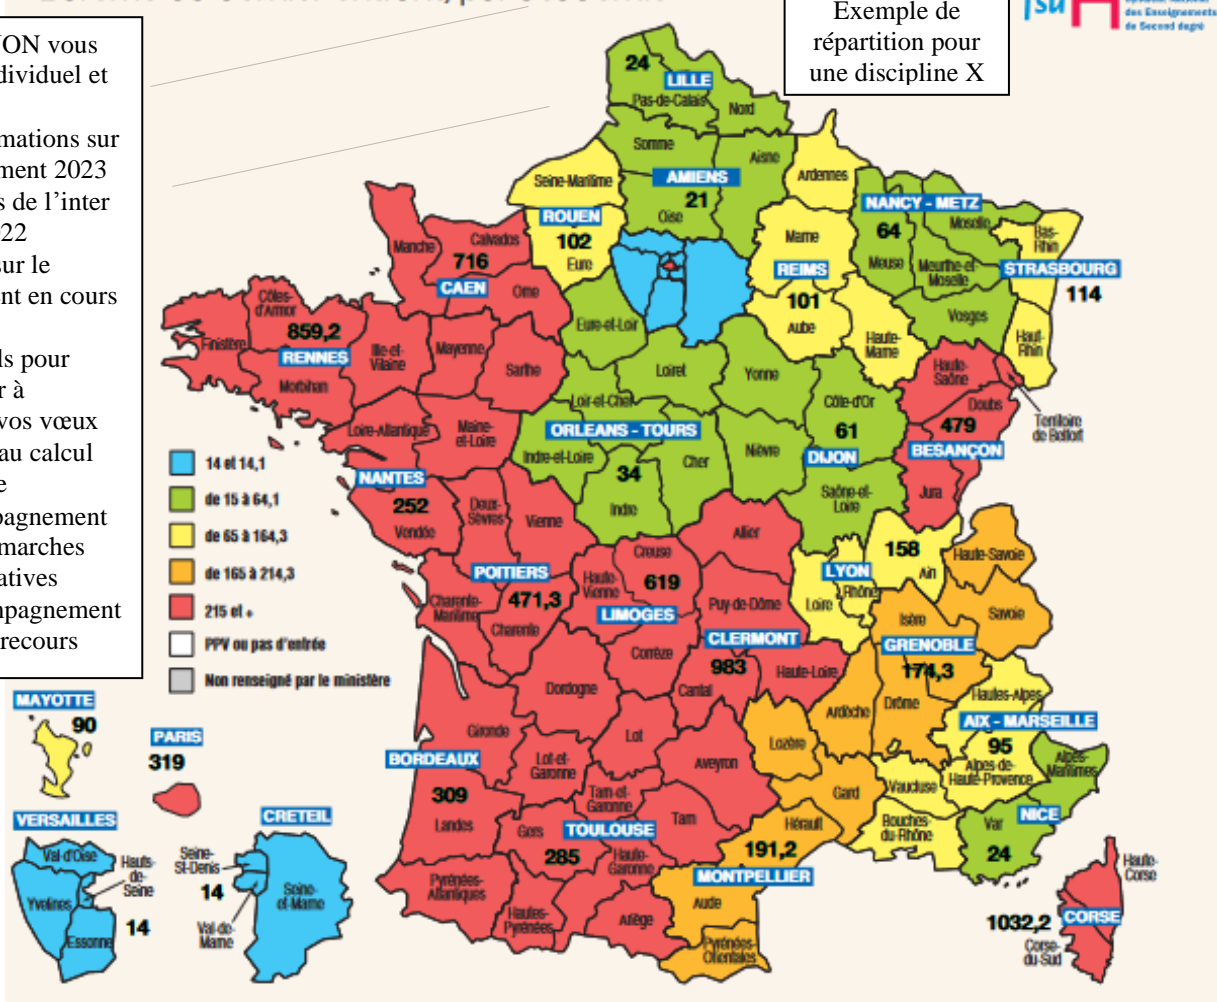 Exemple de
répartition pour
une discipline X
des Enseignements
de Second degré
ON vous
dividuel et
mations sur
ment 2023
s de l’inter
22
sur le
ent en cours
ls pour
r à
vos vœux
au calcul
e
pagnement
marches
atives
mpagnement
recours
14 et 14,1
de 15 à 64,1
de 65 à 164,3
de 165 à 214,3
215 et +
PPV ou pas d’entrée
Non renseigné par le ministère
24
LILLE
Pas-de-Calais
Nord
Somme
Aisne
AMIENS
21
Oise
Seine-Maritime
ROUEN
102
Eure
Ardennes
Marne
REIMS
101
Aube
Haute-
Marne
NANCY - METZ
64
Moselle
Meuse
Meurthe-et-
Moselle
Vosges
Bas-
Rhin
STRASBOURG
114
Haut-
Rhin
Manche
Calvados
716
CAEN
Orne
Côtes-
d’Armor
859,2
Finistère
RENNES
Ille-et-
Vilaine
Morbihan
Mayenne
Sarthe
Loire-Atlantique
Maine-
et-Loire
NANTES
252
Vendée
Eure-et-Loir
Loiret
Loir-et-Cher
ORLEANS - TOURS
Indre-et-Loire
34
Cher
Indre
Yonne
Côte-d’Or
61
Nièvre
DIJON
Saône-et-
Loire
Haute-
Saône
Doubs
479
Territoire
de Belfort
BESANÇON
Jura
Deux-
Sèvres
Vienne
POITIERS
471,3
Charente-
Maritime
Charente
Creuse
Haute-
Vienne
619
LIMOGES
Corrèze
Allier
Puy-de-Dôme
CLERMONT
983
Cantal
Haute-Loire
158
Ain
LYON
Rhône
Loire
Haute-Savoie
Savoie
Isère
GRENOBLE
174,3
Ardèche
Drôme
Hautes-Alpes
AIX - MARSEILLE
95
Alpes-de-
Haute-Provence
Vaucluse
Bouches-
du-Rhône
Alpes-
Maritimes
Var
NICE
24
Dordogne
Gironde
BORDEAUX
309
Lot-et-
Garonne
Landes
Pyrénées-
Atlantiques
Lot
Aveyron
Tarn-et-
Garonne
Tarn
Gers
TOULOUSE
285
Haute-
Garonne
Hautes-
Pyrénées
Ariège
Lozère
Gard
Hérault
191,2
MONTPELLIER
Aude
Pyrénées-
Orientales
Haute-
Corse
1032,2
CORSE
Corse-
du-Sud
MAYOTTE
90
PARIS
319
VERSAILLES
Val-d’Oise
Hauts-
de-
Seine
Yvelines
14
Essonne
CRETEIL
Seine-
St-Denis
14
Seine-
et-Marne
Val-de-
Marne